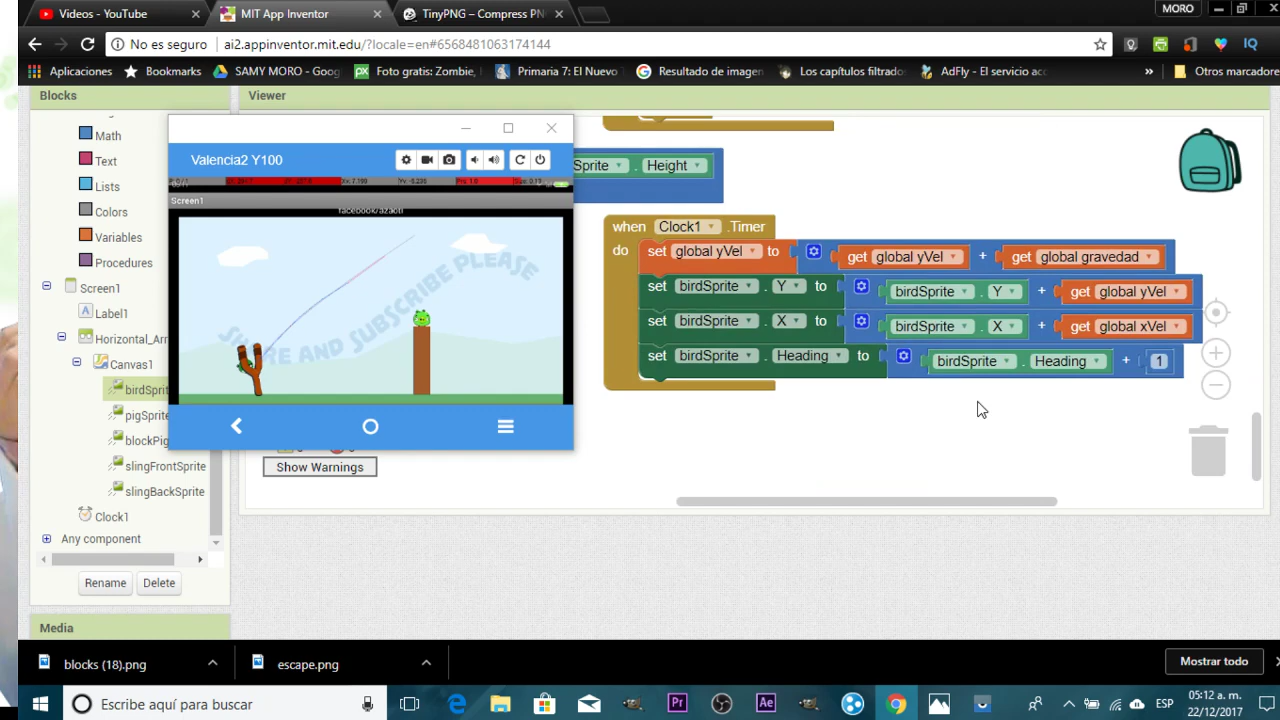 Videos - YouTube
MIT App Inventor
TinyPNG – Compress PN
MORO
No es seguro
ai2.appinventor.mit.edu/?locale=en#6568481063174144
Aplicaciones
Bookmarks
SAMY MORO - Goog
Foto gratis: Zombie,
Primaria 7: El Nuevo
Resultado de imagen
Los capítulos filtrados
AdFly - El servicio acc
»
Otros marcadore
Blocks
Viewer
Math
Text
Lists
Colors
Variables
Procedures
Screen1
Label1
Horizontal_Arr
Canvas1
birdSprit
pigSprit
blockPig
slingFrontSprite
slingBackSprite
Clock1
Any component
Rename
Delete
Media
Valencia2 Y100
Screen1
facebook/azaoti
AND SUBSCRIBE PLEASE
Show Warnings
Sprite . Height
when Clock1 .Timer
do set global yVel to get global yVel + get global gravedad
set birdSprite . Y to birdSprite . Y + get global yVel
set birdSprite . X to birdSprite . X + get global xVel
set birdSprite . Heading to birdSprite . Heading + 1
blocks (18).png
escape.png
Mostrar todo
Escribe aquí para buscar
ESP
05:12 a. m.
22/12/2017